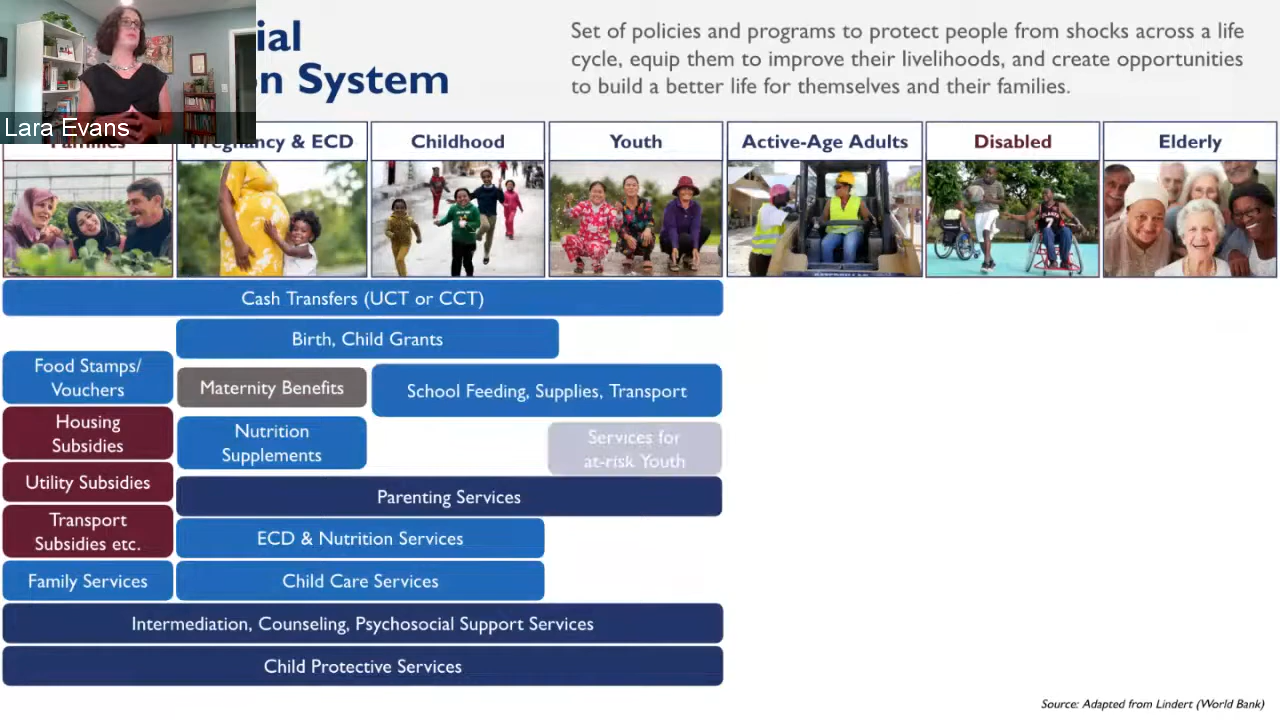 ial
n System
Set of policies and programs to protect people from shocks across a life
cycle, equip them to improve their livelihoods, and create opportunities
to build a better life for themselves and their families.
Lara Evans
Families
Pregnancy & ECD
Childhood
Youth
Active-Age Adults
Disabled
Elderly
Cash Transfers (UCT or CCT)
Birth, Child Grants
Food Stamps/
Vouchers
Maternity Benefits
School Feeding, Supplies, Transport
Housing
Subsidies
Nutrition
Supplements
Services for
at-risk Youth
Utility Subsidies
Parenting Services
Transport
Subsidies etc.
ECD & Nutrition Services
Family Services
Child Care Services
Intermediation, Counseling, Psychosocial Support Services
Child Protective Services
Source: Adapted from Lindert (World Bank)